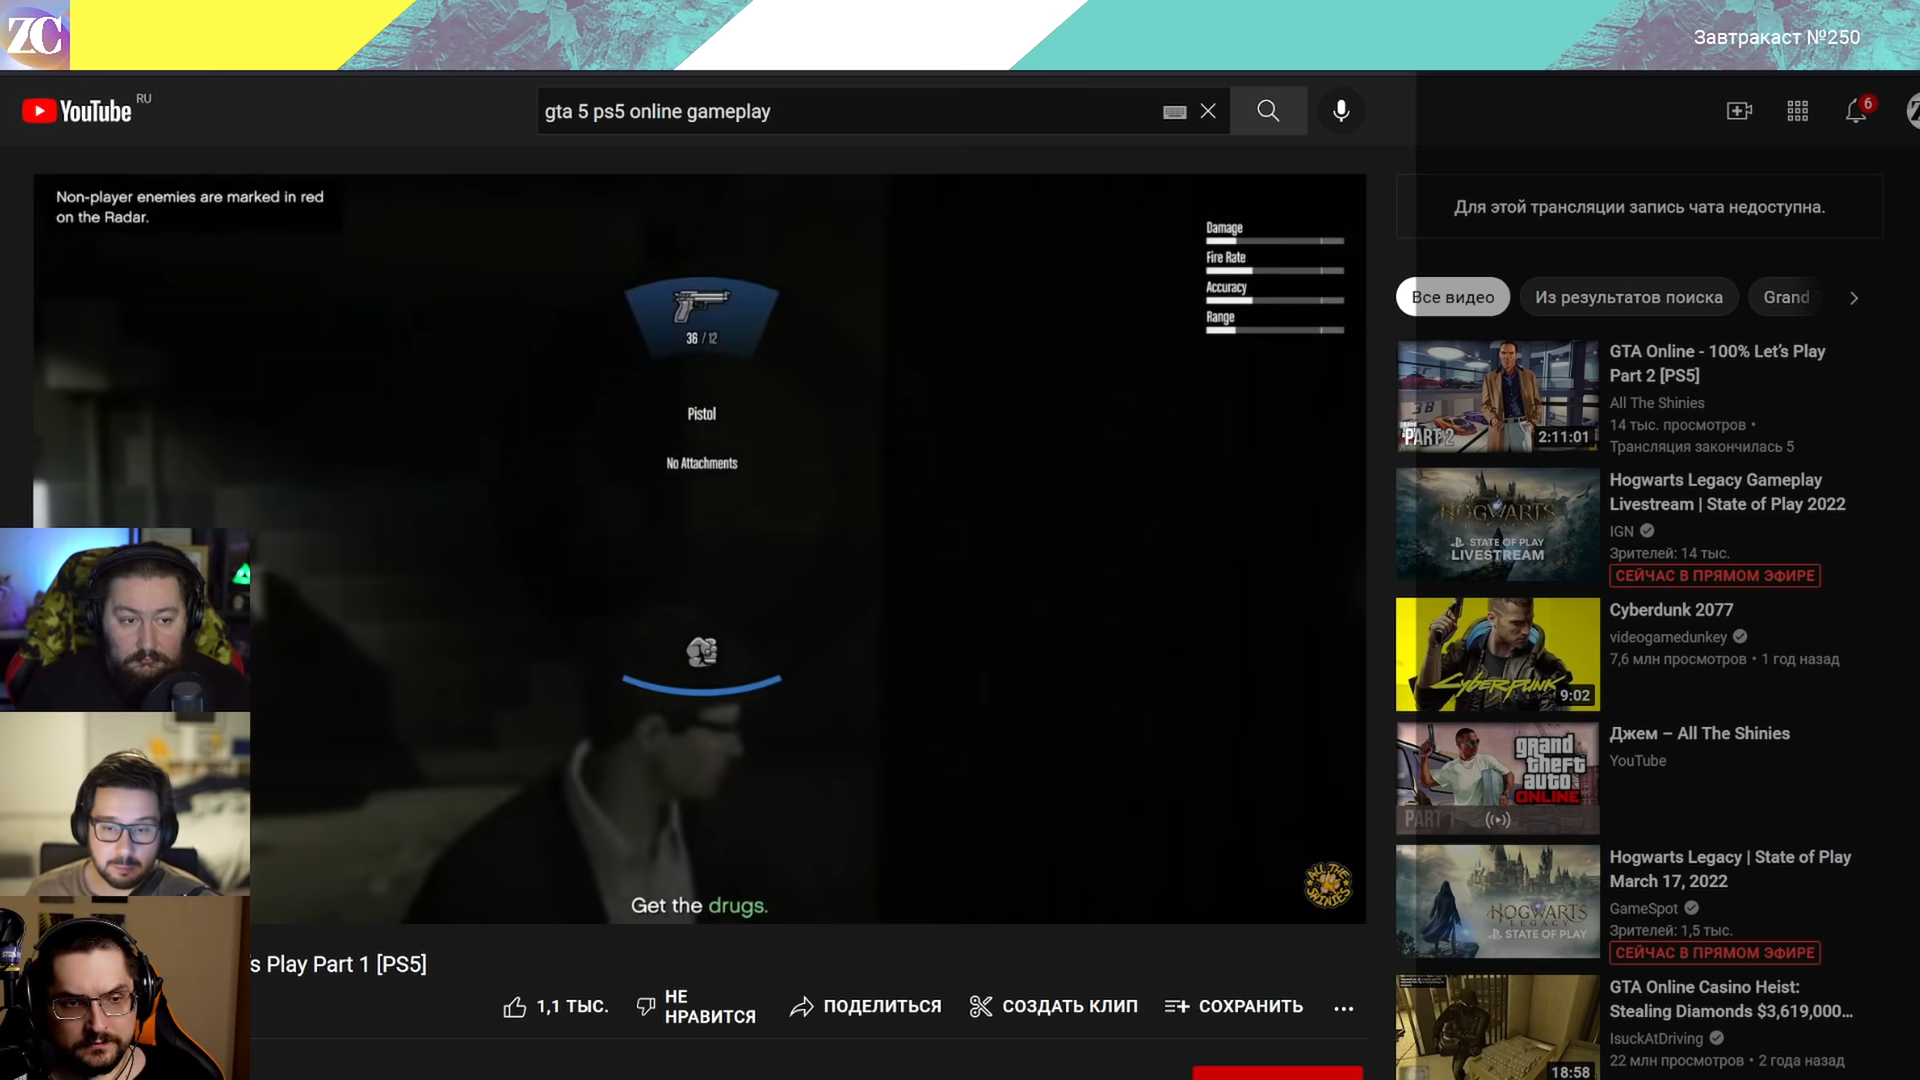 ZC
Завтракаст №250
YouTube RU
gta 5 ps5 online gameplay
6
Non-player enemies are marked in red
on the Radar.
Damage
Fire Rate
Accuracy
Range
36 / 12
Pistol
No Attachments
Get the drugs.
ALL THE
SHINIES
s Play Part 1 [PS5]
1,1 ТЫС.
НЕ
НРАВИТСЯ
ПОДЕЛИТЬСЯ
СОЗДАТЬ КЛИП
СОХРАНИТЬ
Для этой трансляции запись чата недоступна.
Все видео
Из результатов поиска
Grand
PART 2
2:11:01
GTA Online - 100% Let’s Play
Part 2 [PS5]
All The Shinies
14 тыс. просмотров •
Трансляция закончилась 5
HOGWARTS
LEGACY
STATE OF PLAY
LIVESTREAM
Hogwarts Legacy Gameplay
Livestream | State of Play 2022
IGN
Зрителей: 14 тыс.
СЕЙЧАС В ПРЯМОМ ЭФИРЕ
CYBERPUNK
9:02
Cyberdunk 2077
videogamedunkey
7,6 млн просмотров • 1 год назад
grand
theft
auto
ONLINE
PART 1
Джем – All The Shinies
YouTube
HOGWARTS
LEGACY
STATE OF PLAY
Hogwarts Legacy | State of Play
March 17, 2022
GameSpot
Зрителей: 1,5 тыс.
СЕЙЧАС В ПРЯМОМ ЭФИРЕ
18:58
GTA Online Casino Heist:
Stealing Diamonds $3,619,000...
IsuckAtDriving
22 млн просмотров • 2 года назад